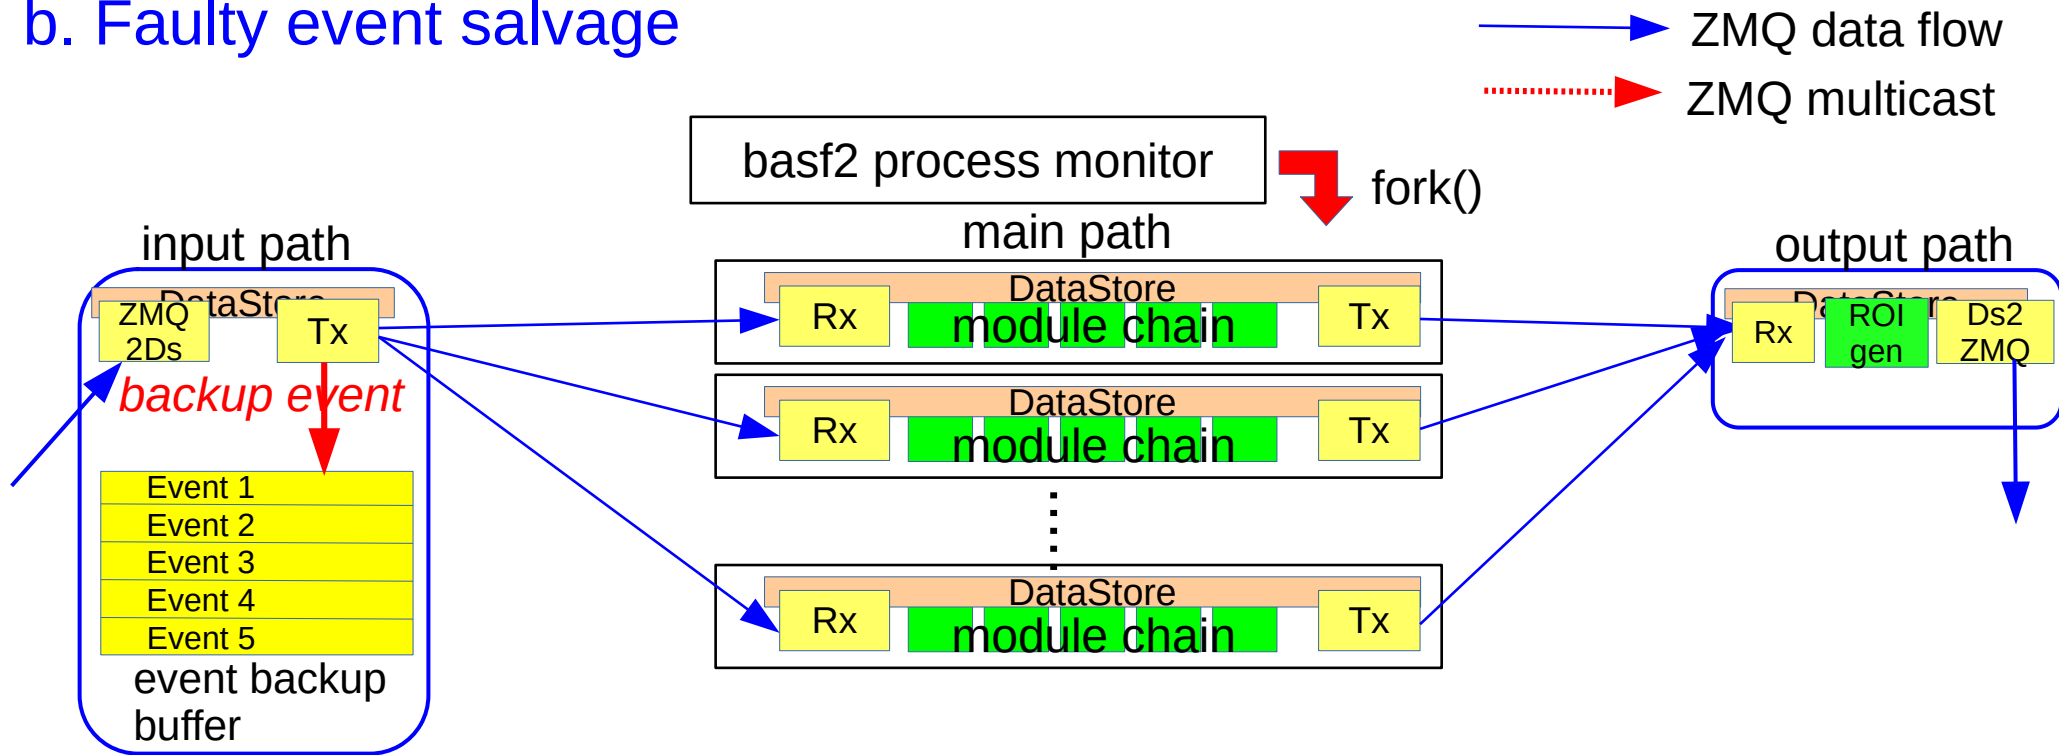 b. Faulty event salvage
ZMQ data flow
ZMQ multicast
basf2 process monitor
fork()
input path
main path
output path
DataStore
ZMQ
2Ds
Tx
backup event
Event 1
Event 2
Event 3
Event 4
Event 5
event backup
buffer
DataStore
Rx
module chain
Tx
DataStore
Rx
module chain
Tx
DataStore
Rx
module chain
Tx
DataStore
Rx
ROI
gen
Ds2
ZMQ